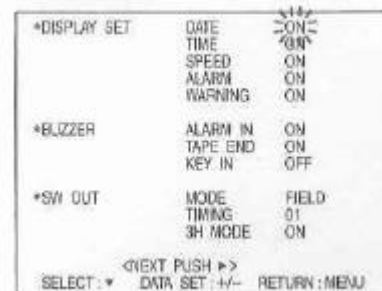 *DISPLAY SET DATE ON
TIME ON
SPEED ON
ALARM ON
WARNING ON
*BUZZER ALARM IN ON
TAPE END ON
KEY IN OFF
*SW OUT MODE FIELD
TIMING 01
3H MODE ON
<NEXT PUSH ►>
SELECT:▼ DATA SET:+/- RETURN:MENU